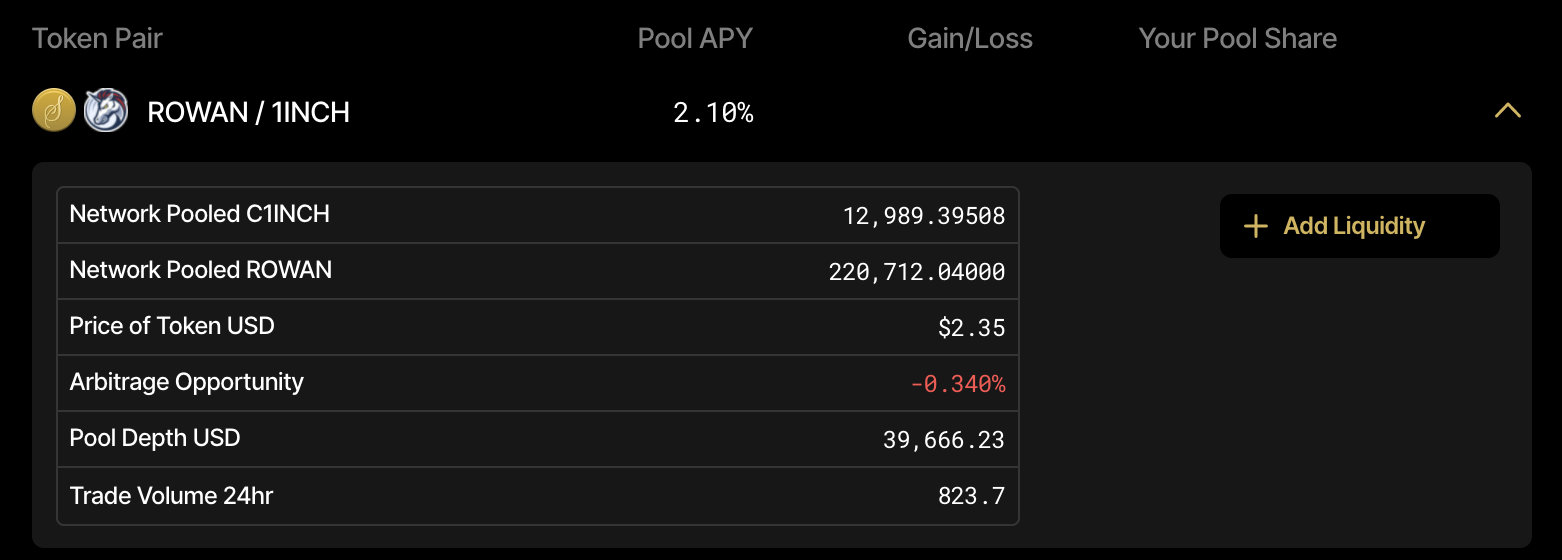 Token Pair Pool APY Gain/Loss Your Pool Share
ROWAN / 1INCH 2.10%
Network Pooled C1INCH 12,989.39508
+ Add Liquidity
Network Pooled ROWAN 220,712.04000
Price of Token USD $2.35
Arbitrage Opportunity -0.340%
Pool Depth USD 39,666.23
Trade Volume 24hr 823.7